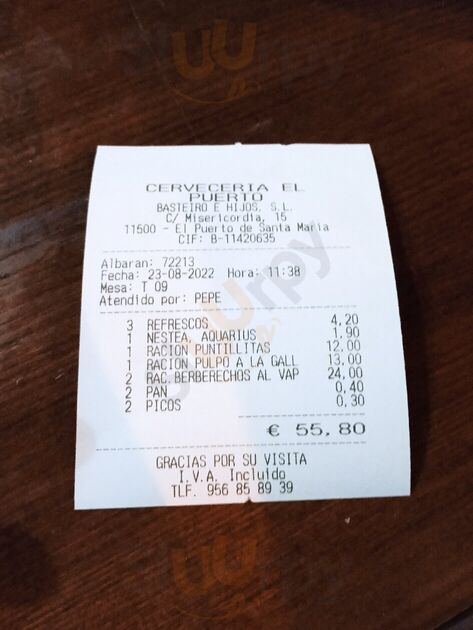 CERVECERIA EL
PUERTO
BASTEIRO E HIJOS, S.L.
C/ Misericordia, 15
11500 - El Puerto de Santa Maria
CIF: B-11420635
Albaran: 72213
Fecha: 23-08-2022 Hora: 11:38
Mesa: T 09
Atendido por: PEPE
3 REFRESCOS 4,20
1 NESTEA, AQUARIUS 1,90
1 RACION PUNTILLITAS 12,00
1 RACION PULPO A LA GALL 13,00
2 RAC.BERBERECHOS AL VAP 24,00
2 PAN 0,40
2 PICOS 0,30
€ 55,80
GRACIAS POR SU VISITA
I.V.A. Incluido
TLF. 956 85 89 39